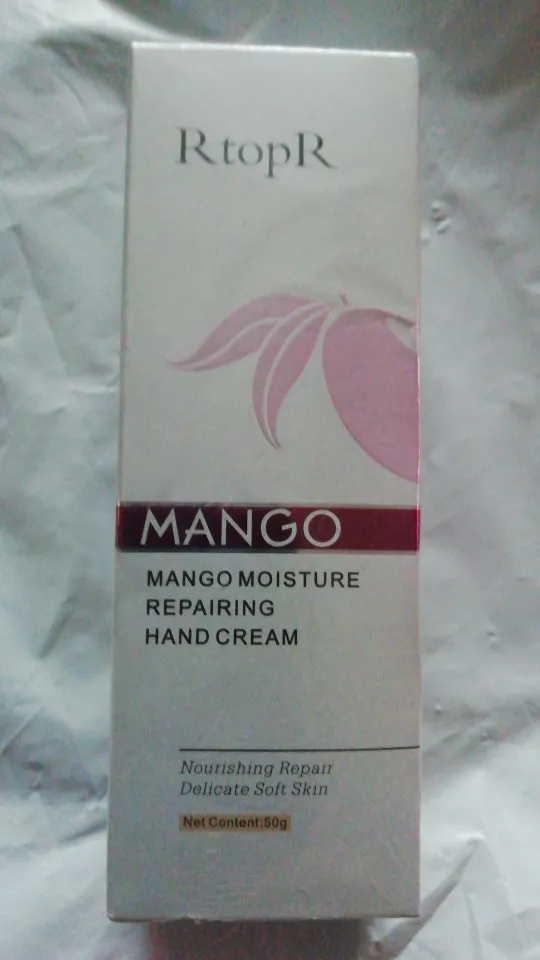 RtopR
MANGO
MANGO MOISTURE
REPAIRING
HAND CREAM
Nourishing Repair
Delicate Soft Skin
Net Content:50g